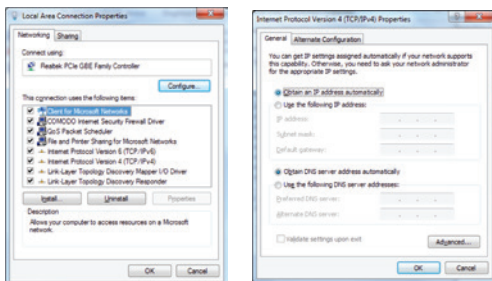 Local Area Connection Properties
Networking Sharing
Connect using:
Realtek PCIe GBE Family Controller
Configure...
This connection uses the following items:
Client for Microsoft Networks
COMODO Internet Security Firewall Driver
QoS Packet Scheduler
File and Printer Sharing for Microsoft Networks
Internet Protocol Version 6 (TCP/IPv6)
Internet Protocol Version 4 (TCP/IPv4)
Link-Layer Topology Discovery Mapper I/O Driver
Link-Layer Topology Discovery Responder
Install... Uninstall Properties
Description
Allows your computer to access resources on a Microsoft
network.
OK Cancel
Internet Protocol Version 4 (TCP/IPv4) Properties
General Alternate Configuration
You can get IP settings assigned automatically if your network supports
this capability. Otherwise, you need to ask your network administrator
for the appropriate IP settings.
Obtain an IP address automatically
Use the following IP address:
IP address:
Subnet mask:
Default gateway:
Obtain DNS server address automatically
Use the following DNS server addresses:
Preferred DNS server:
Alternate DNS server:
Validate settings upon exit
Advanced...
OK Cancel